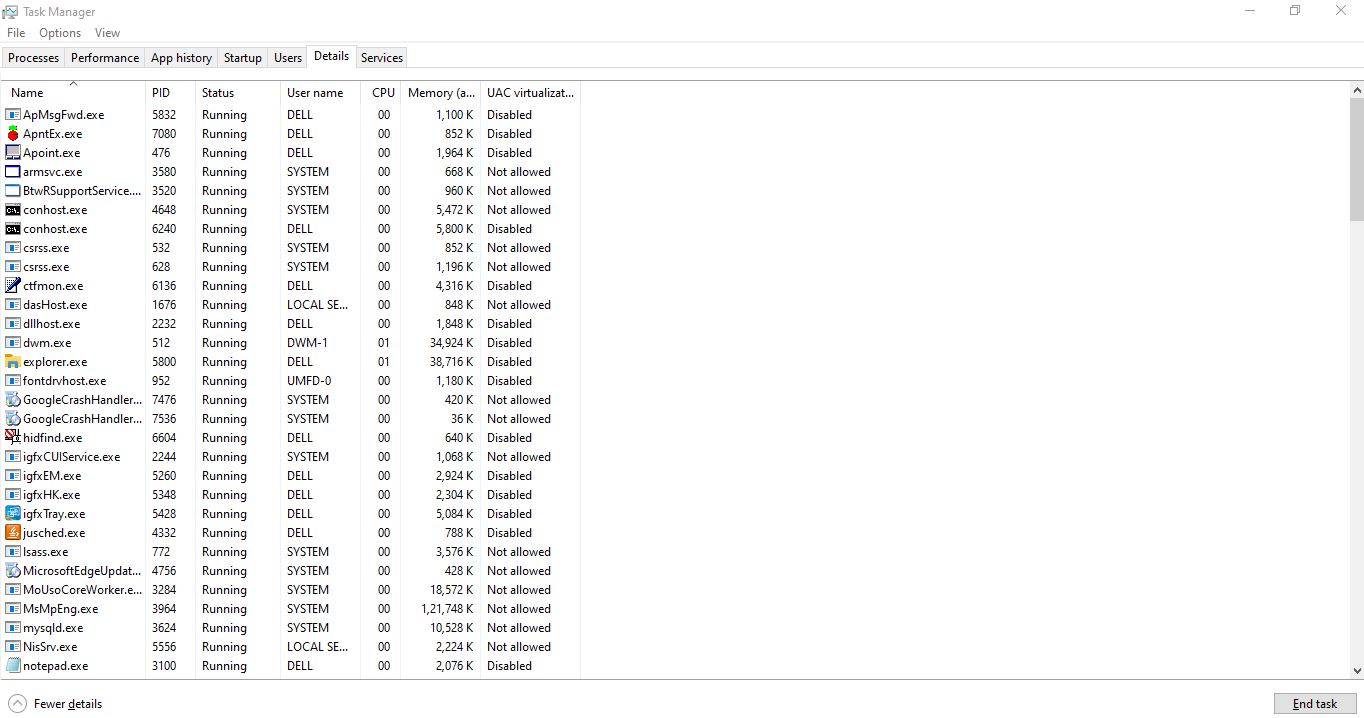 Task Manager
File Options View
Processes Performance App history Startup Users Details Services
Name PID Status User name CPU Memory (a... UAC virtualizat...
ApMsgFwd.exe 5832 Running DELL 00 1,100 K Disabled
ApntEx.exe 7080 Running DELL 00 852 K Disabled
Apoint.exe 476 Running DELL 00 1,964 K Disabled
armsvc.exe 3580 Running SYSTEM 00 668 K Not allowed
BtwRSupportService.... 3520 Running SYSTEM 00 960 K Not allowed
conhost.exe 4648 Running SYSTEM 00 5,472 K Not allowed
conhost.exe 6240 Running DELL 00 5,800 K Disabled
csrss.exe 532 Running SYSTEM 00 852 K Not allowed
csrss.exe 628 Running SYSTEM 00 1,196 K Not allowed
ctfmon.exe 6136 Running DELL 00 4,316 K Disabled
dasHost.exe 1676 Running LOCAL SE... 00 848 K Not allowed
dllhost.exe 2232 Running DELL 00 1,848 K Disabled
dwm.exe 512 Running DWM-1 01 34,924 K Disabled
explorer.exe 5800 Running DELL 01 38,716 K Disabled
fontdrvhost.exe 952 Running UMFD-0 00 1,180 K Disabled
GoogleCrashHandler... 7476 Running SYSTEM 00 420 K Not allowed
GoogleCrashHandler... 7536 Running SYSTEM 00 36 K Not allowed
hidfind.exe 6604 Running DELL 00 640 K Disabled
igfxCUIService.exe 2244 Running SYSTEM 00 1,068 K Not allowed
igfxEM.exe 5260 Running DELL 00 2,924 K Disabled
igfxHK.exe 5348 Running DELL 00 2,304 K Disabled
igfxTray.exe 5428 Running DELL 00 5,084 K Disabled
jusched.exe 4332 Running DELL 00 788 K Disabled
lsass.exe 772 Running SYSTEM 00 3,576 K Not allowed
MicrosoftEdgeUpdat... 4756 Running SYSTEM 00 428 K Not allowed
MoUsoCoreWorker.e... 3284 Running SYSTEM 00 18,572 K Not allowed
MsMpEng.exe 3964 Running SYSTEM 00 1,21,748 K Not allowed
mysqld.exe 3624 Running SYSTEM 00 10,528 K Not allowed
NisSrv.exe 5556 Running LOCAL SE... 00 2,224 K Not allowed
notepad.exe 3100 Running DELL 00 2,076 K Disabled
Fewer details End task